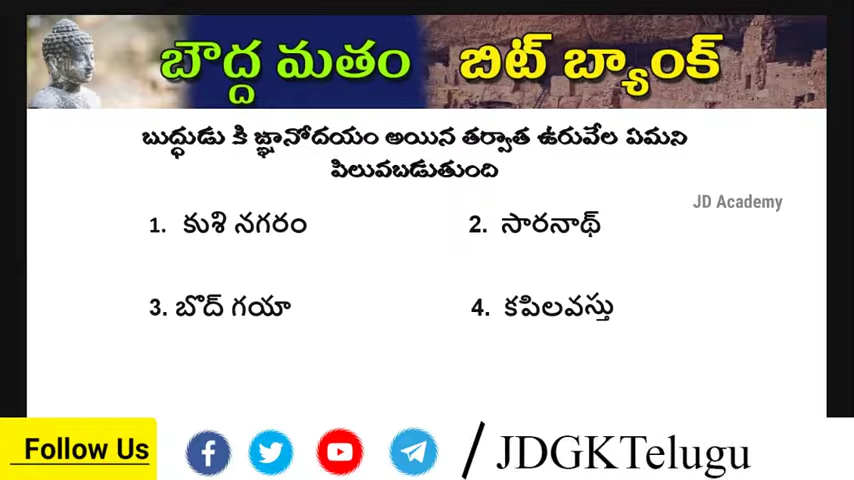 బౌద్ద మతం బిట్ బ్యాంక్
బుద్ధుడు కి జ్ఞానోదయం అయిన తర్వాత ఉరువేల ఏమని
పిలువబడుతుంది
JD Academy
1. కుశి నగరం 2. సారనాథ్
3. బొద్ గయా 4. కపిలవస్తు
Follow Us / JDGKTelugu